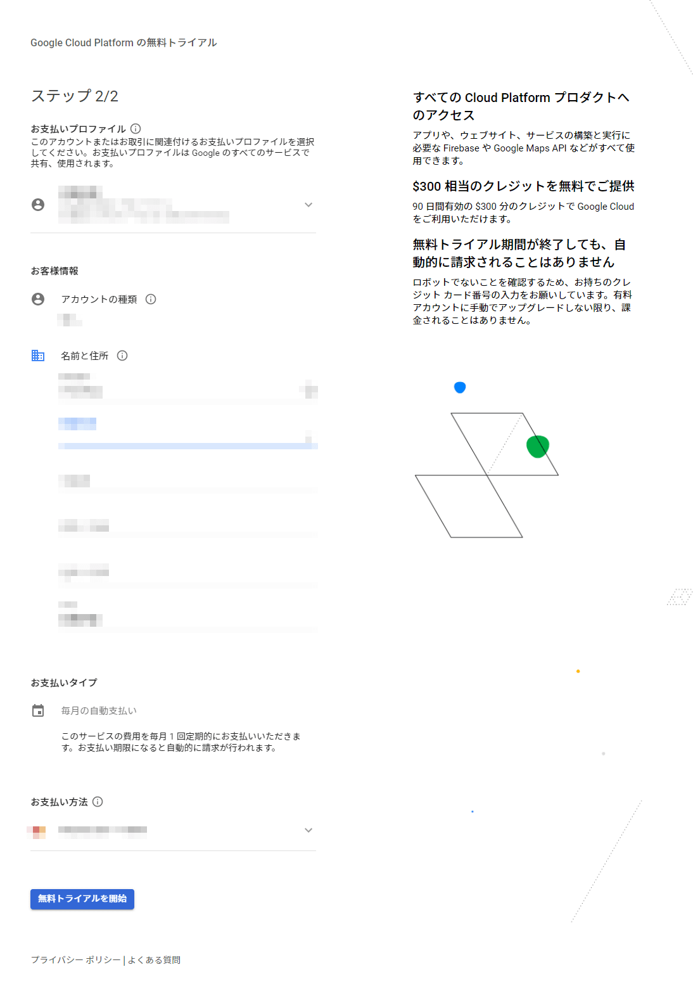 Google Cloud Platform の無料トライアル
ステップ 2/2
お支払いプロファイル
このアカウントまたはお取引に関連付けるお支払いプロファイルを選択
してください。お支払いプロファイルは Google のすべてのサービスで
共有、使用されます。
お客様情報
アカウントの種類
名前と住所
お支払いタイプ
毎月の自動支払い
このサービスの費用を毎月 1 回定期的にお支払いいただきま
す。お支払い期限になると自動的に請求が行われます。
お支払い方法
無料トライアルを開始
プライバシー ポリシー | よくある質問
すべての Cloud Platform プロダクトへ
のアクセス
アプリや、ウェブサイト、サービスの構築と実行に
必要な Firebase や Google Maps API などがすべて使
用できます。
$300 相当のクレジットを無料でご提供
90 日間有効の $300 分のクレジットで Google Cloud
をご利用いただけます。
無料トライアル期間が終了しても、自
動的に請求されることはありません
ロボットでないことを確認するため、お持ちのクレ
ジット カード番号の入力をお願いしています。有料
アカウントに手動でアップグレードしない限り、課
金されることはありません。